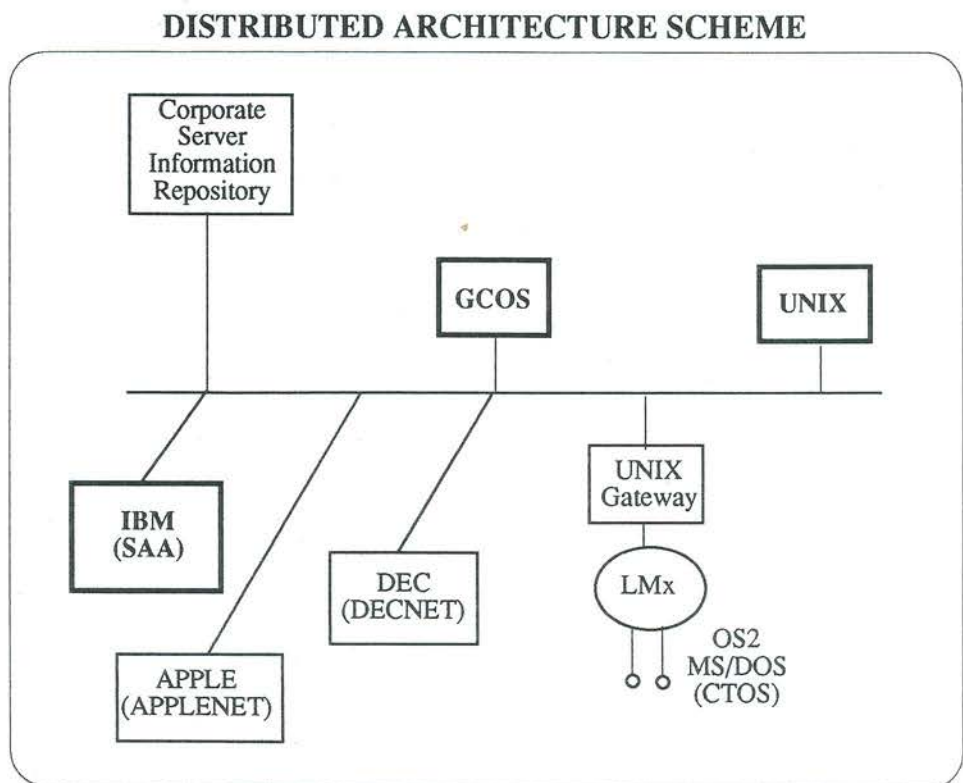 DISTRIBUTED ARCHITECTURE SCHEME
Corporate
Server
Information
Repository
GCOS
UNIX
IBM
(SAA)
UNIX
Gateway
DEC
(DECNET)
LMx
APPLE
(APPLENET)
OS2
MS/DOS
(CTOS)